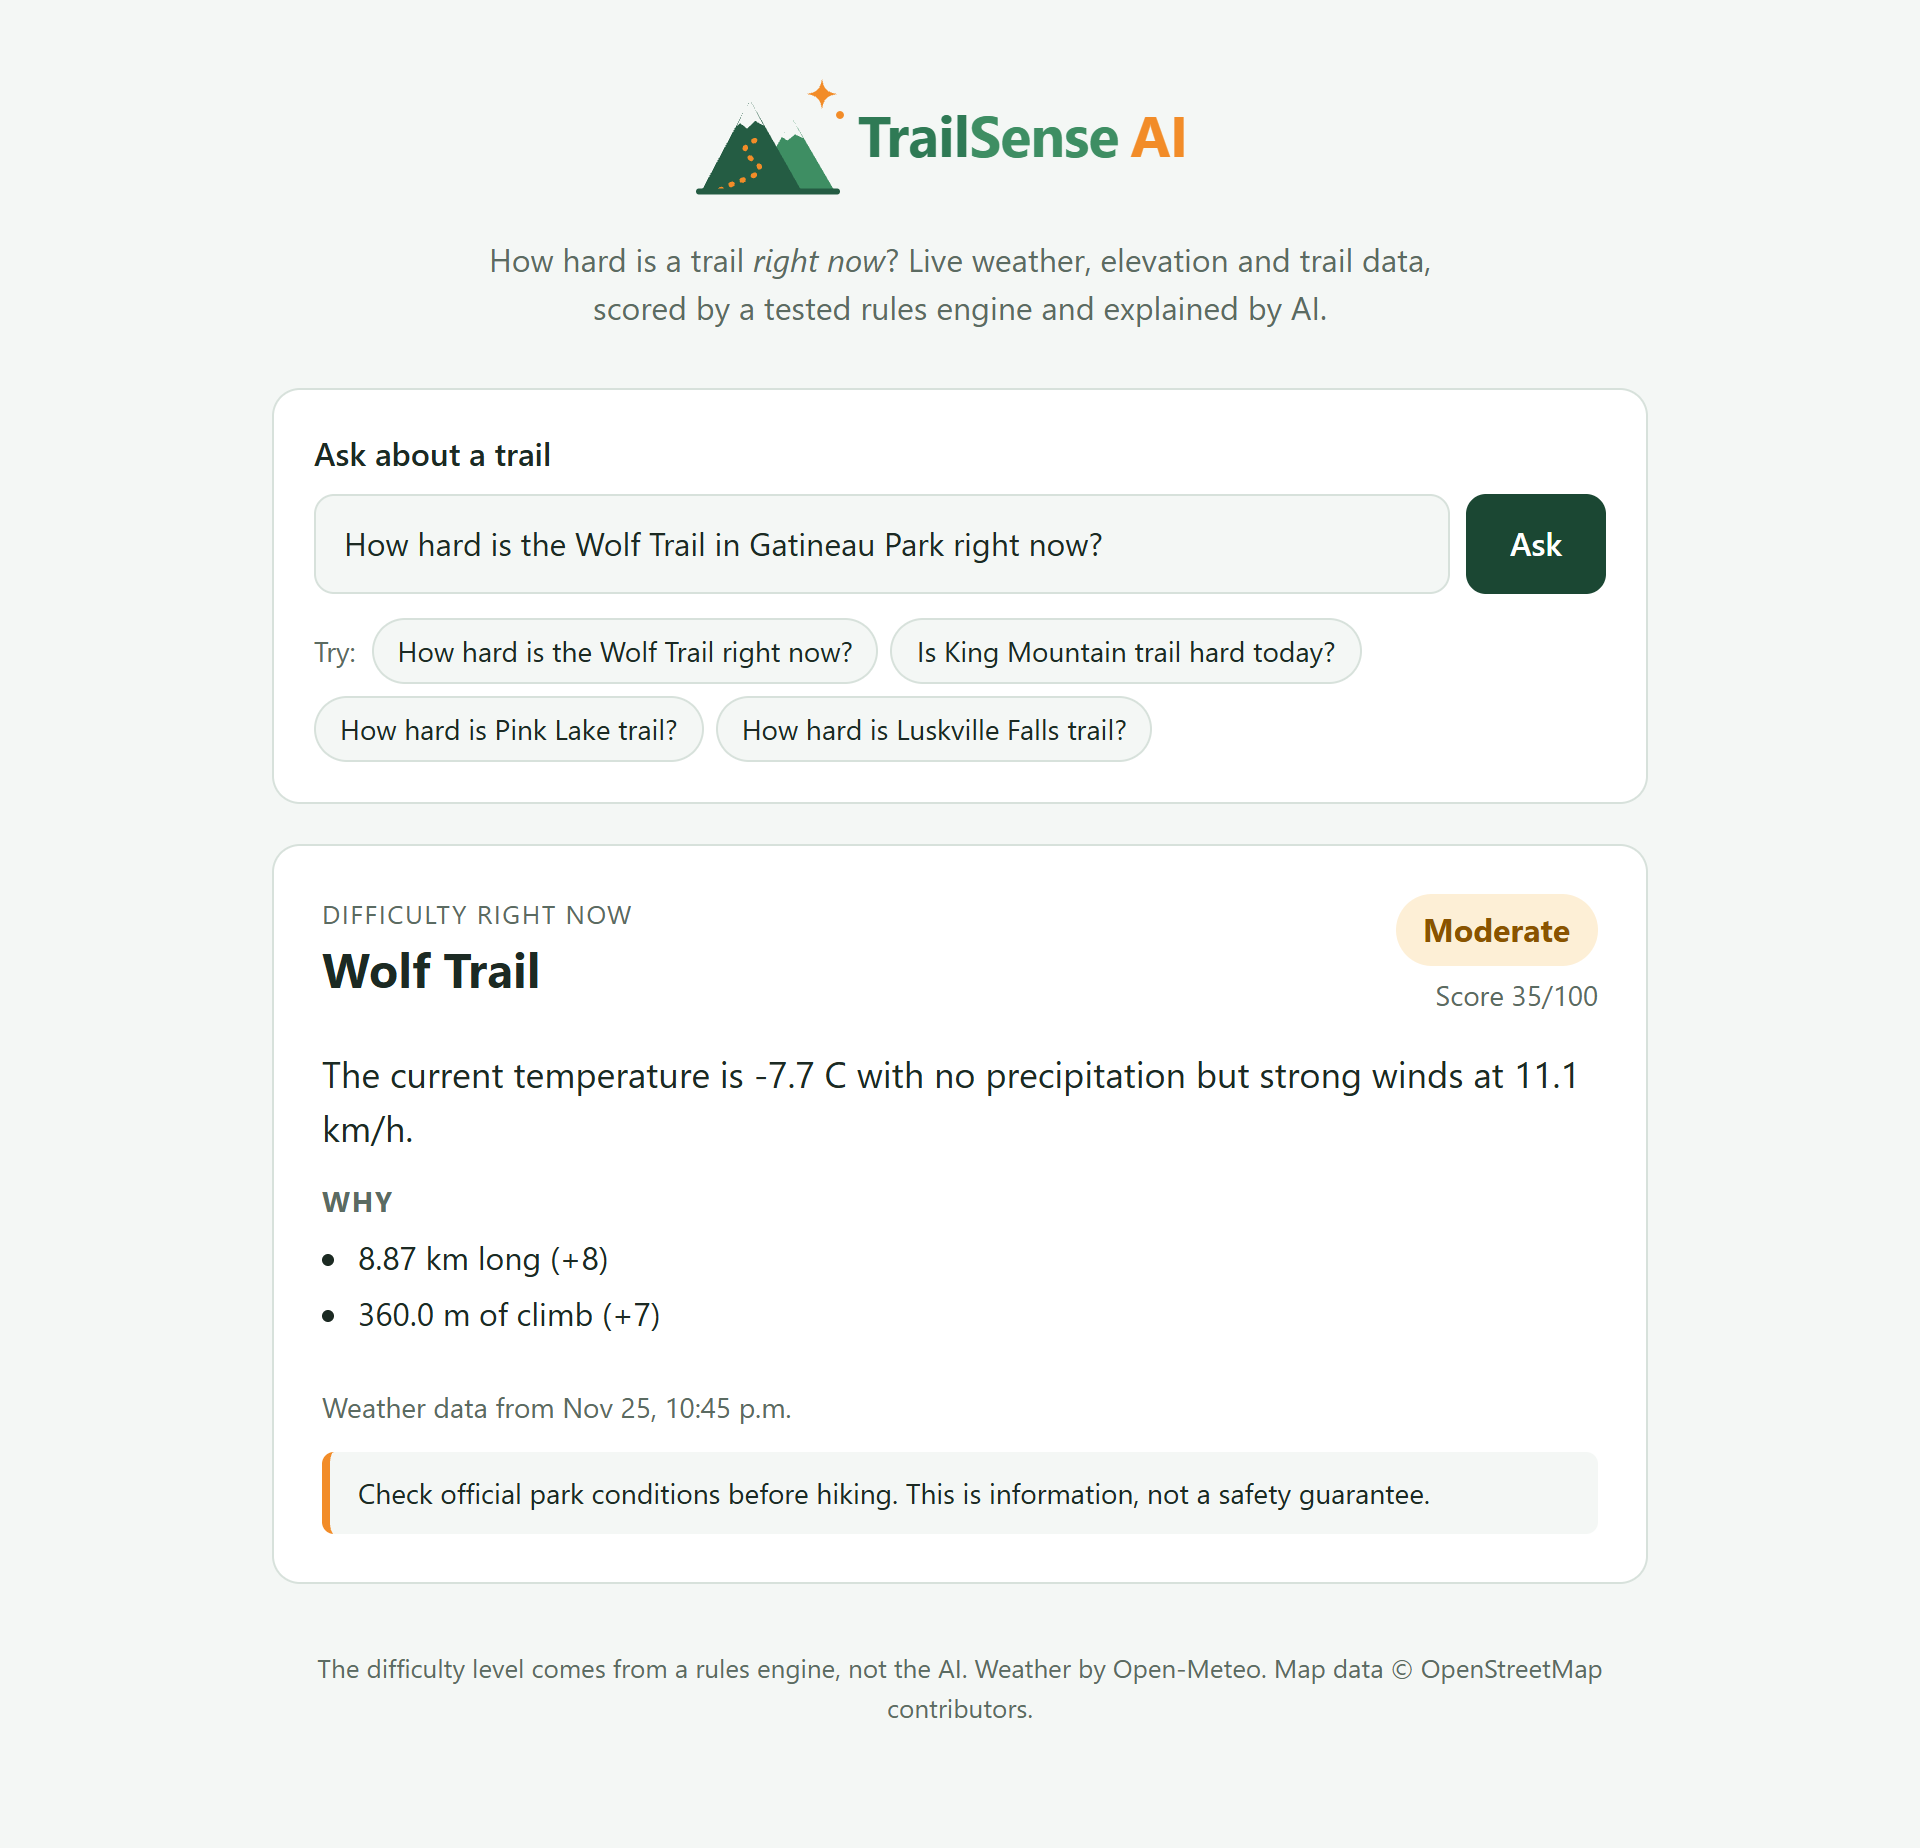 TrailSense AI
How hard is a trail right now? Live weather, elevation and trail data,
scored by a tested rules engine and explained by AI.
Ask about a trail
How hard is the Wolf Trail in Gatineau Park right now?
Ask
Try:
How hard is the Wolf Trail right now?
Is King Mountain trail hard today?
How hard is Pink Lake trail?
How hard is Luskville Falls trail?
DIFFICULTY RIGHT NOW
Wolf Trail
Moderate
Score 35/100
The current temperature is -7.7 C with no precipitation but strong winds at 11.1
km/h.
WHY
8.87 km long (+8)
360.0 m of climb (+7)
Weather data from Nov 25, 10:45 p.m.
Check official park conditions before hiking. This is information, not a safety guarantee.
The difficulty level comes from a rules engine, not the AI. Weather by Open-Meteo. Map data © OpenStreetMap
contributors.